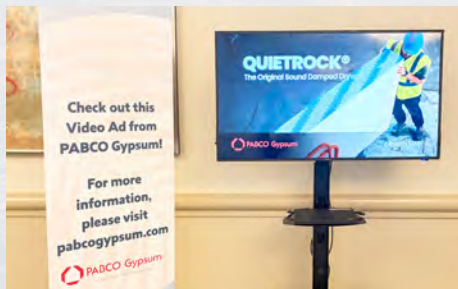 Check out this
Video Ad from
PABCO Gypsum!
For more
information,
please visit
pabcogypsum.com
PABCO Gypsum
QUIETROCK®
The Original Sound Damped
PABCO Gypsum